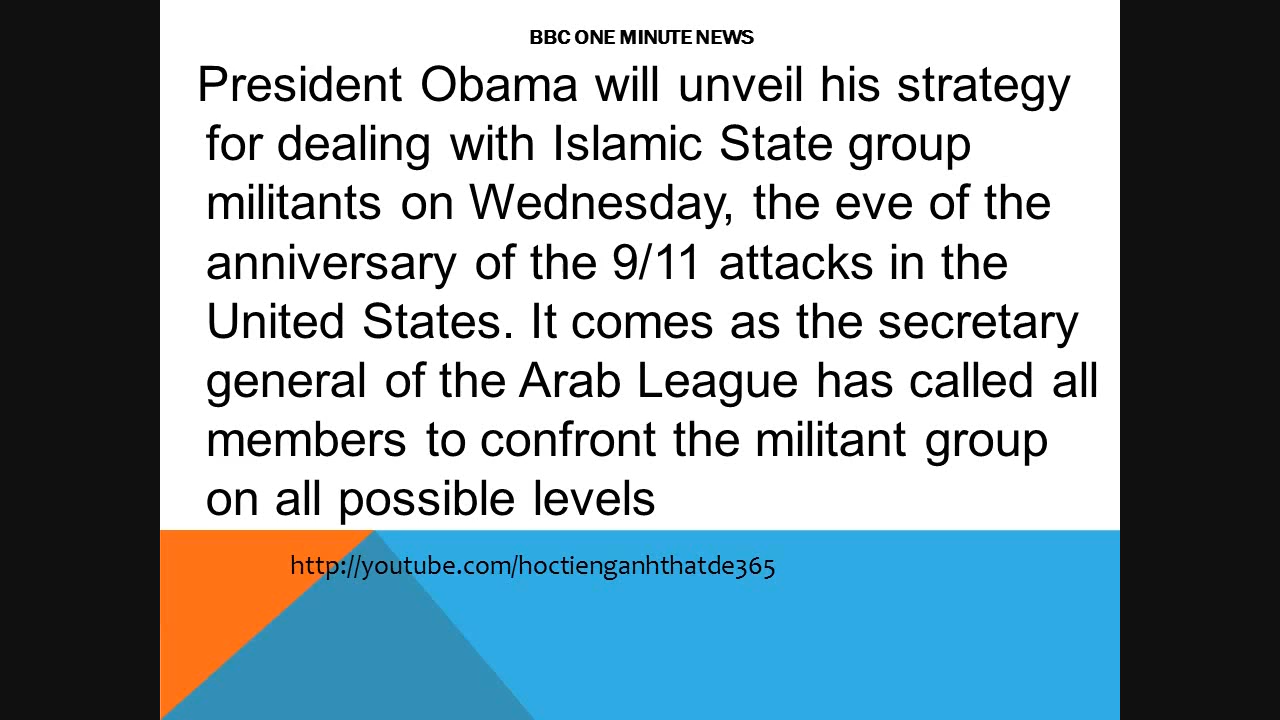 BBC ONE MINUTE NEWS
President Obama will unveil his strategy
for dealing with Islamic State group
militants on Wednesday, the eve of the
anniversary of the 9/11 attacks in the
United States. It comes as the secretary
general of the Arab League has called all
members to confront the militant group
on all possible levels
http://youtube.com/hoctienganhthatde365